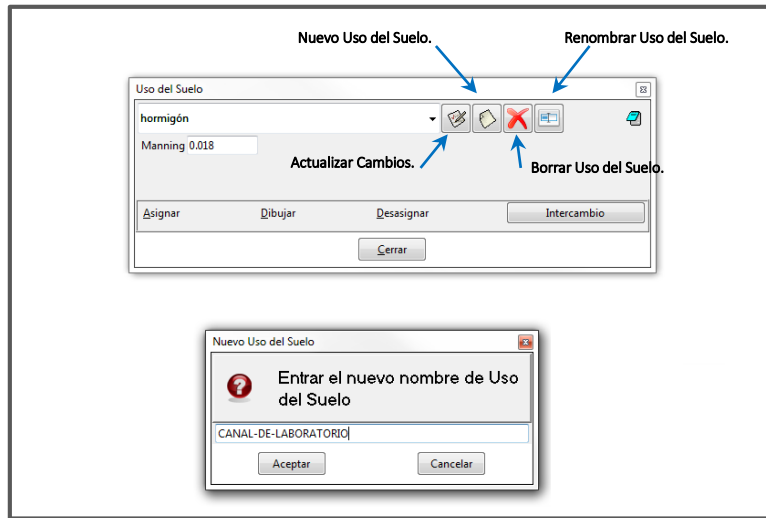 Nuevo Uso del Suelo.
Renombrar Uso del Suelo.
Uso del Suelo
hormigón
Manning 0.018
Actualizar Cambios.
Borrar Uso del Suelo.
Asignar Dibujar Desasignar Intercambio
Cerrar
Nuevo Uso del Suelo
Entrar el nuevo nombre de Uso
del Suelo
CANAL-DE-LABORATORIO
Aceptar Cancelar